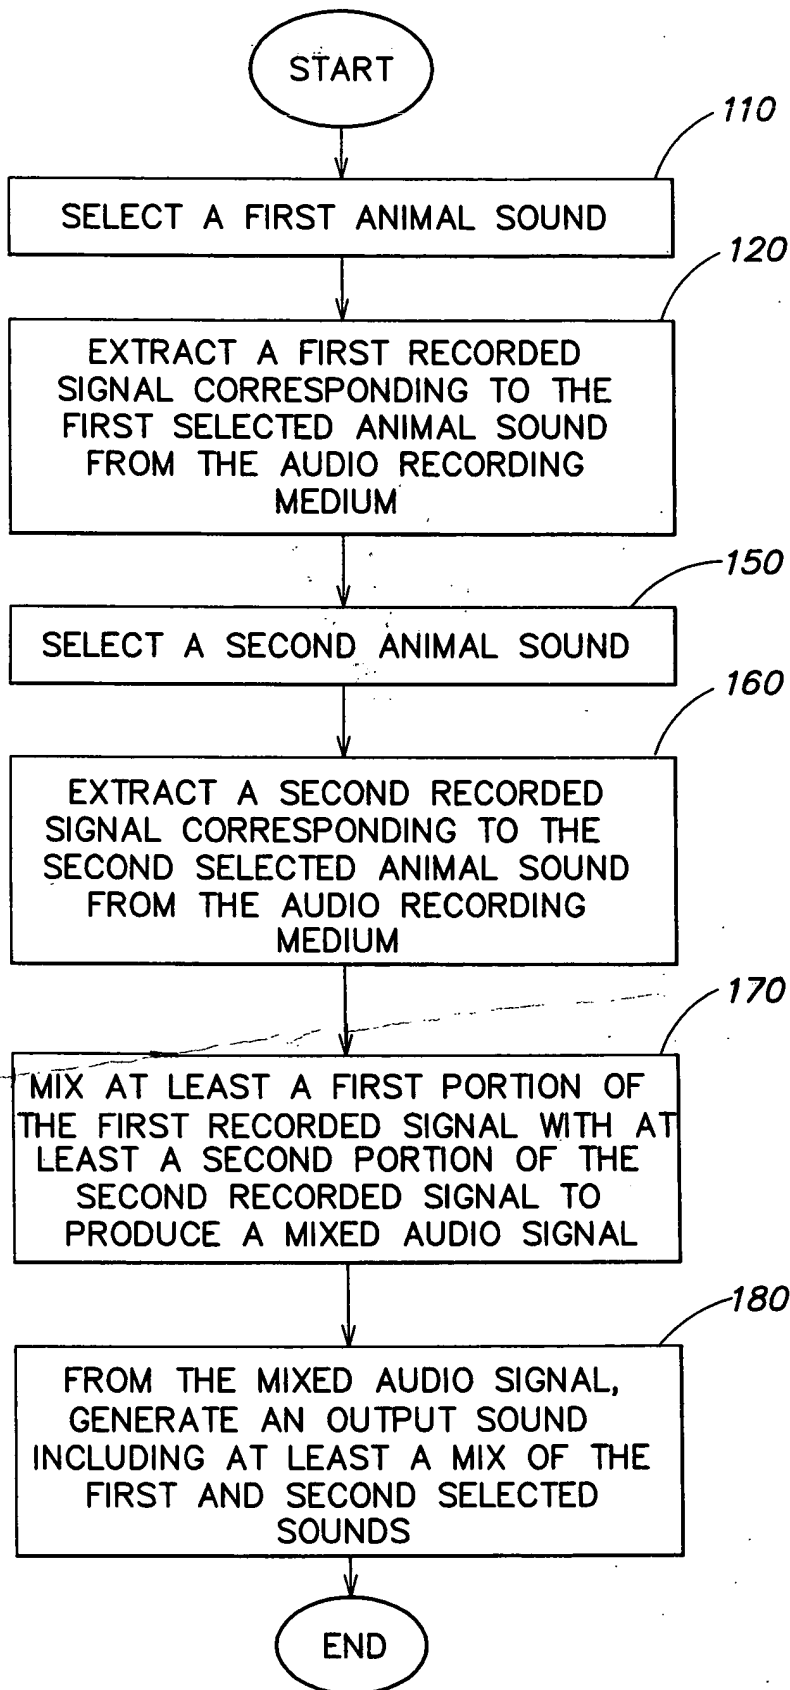 START
110
SELECT A FIRST ANIMAL SOUND
120
EXTRACT A FIRST RECORDED
SIGNAL CORRESPONDING TO THE
FIRST SELECTED ANIMAL SOUND
FROM THE AUDIO RECORDING
MEDIUM
150
SELECT A SECOND ANIMAL SOUND
160
EXTRACT A SECOND RECORDED
SIGNAL CORRESPONDING TO THE
SECOND SELECTED ANIMAL SOUND
FROM THE AUDIO RECORDING
MEDIUM
170
MIX AT LEAST A FIRST PORTION OF
THE FIRST RECORDED SIGNAL WITH AT
LEAST A SECOND PORTION OF THE
SECOND RECORDED SIGNAL TO
PRODUCE A MIXED AUDIO SIGNAL
180
FROM THE MIXED AUDIO SIGNAL,
GENERATE AN OUTPUT SOUND
INCLUDING AT LEAST A MIX OF THE
FIRST AND SECOND SELECTED
SOUNDS
END